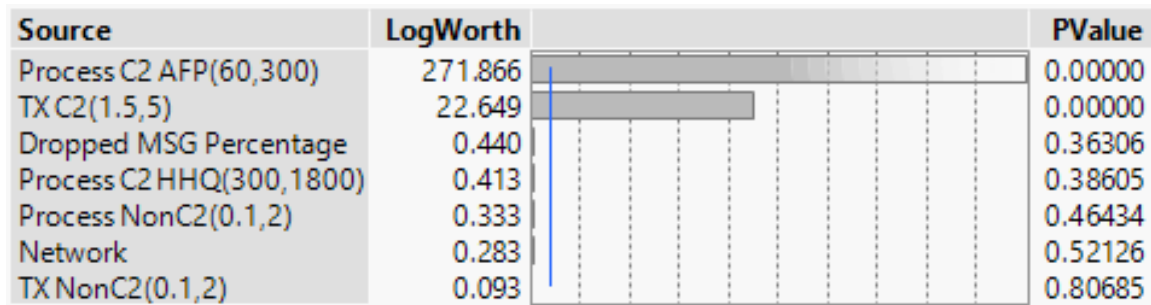 Source LogWorth PValue
Process C2 AFP(60,300) 271.866 0.00000
TX C2(1.5,5) 22.649 0.00000
Dropped MSG Percentage 0.440 0.36306
Process C2 HHQ(300,1800) 0.413 0.38605
Process NonC2(0.1,2) 0.333 0.46434
Network 0.283 0.52126
TX NonC2(0.1,2) 0.093 0.80685